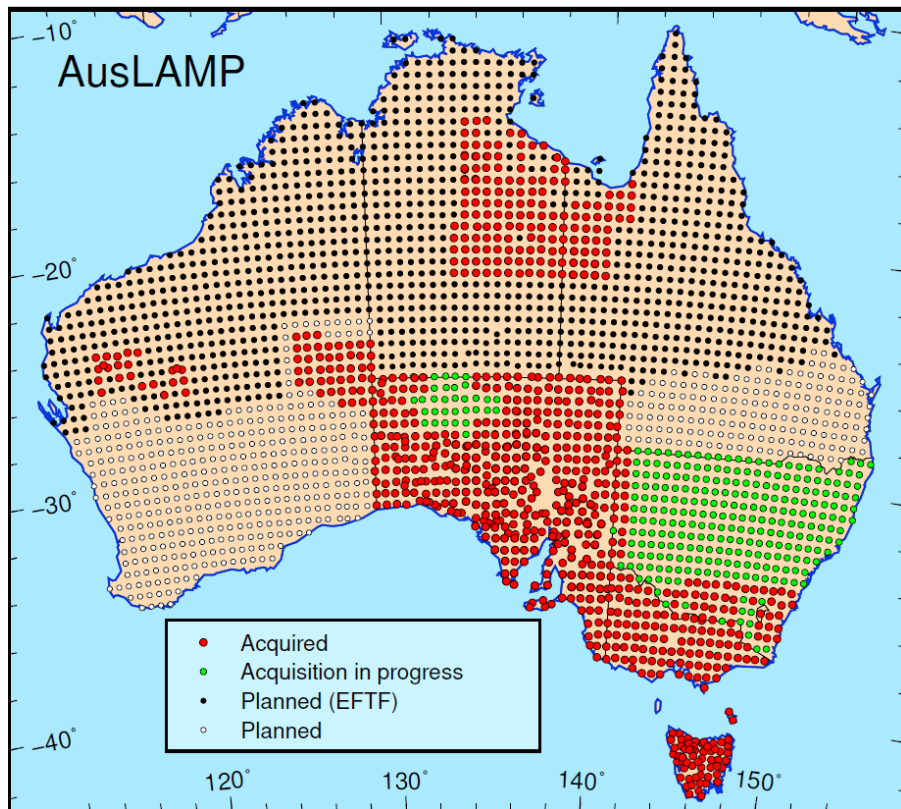 −10°
AusLAMP
−20°
−30°
Acquired
Acquisition in progress
Planned (EFTF)
Planned
−40°
120° 130° 140° 150°